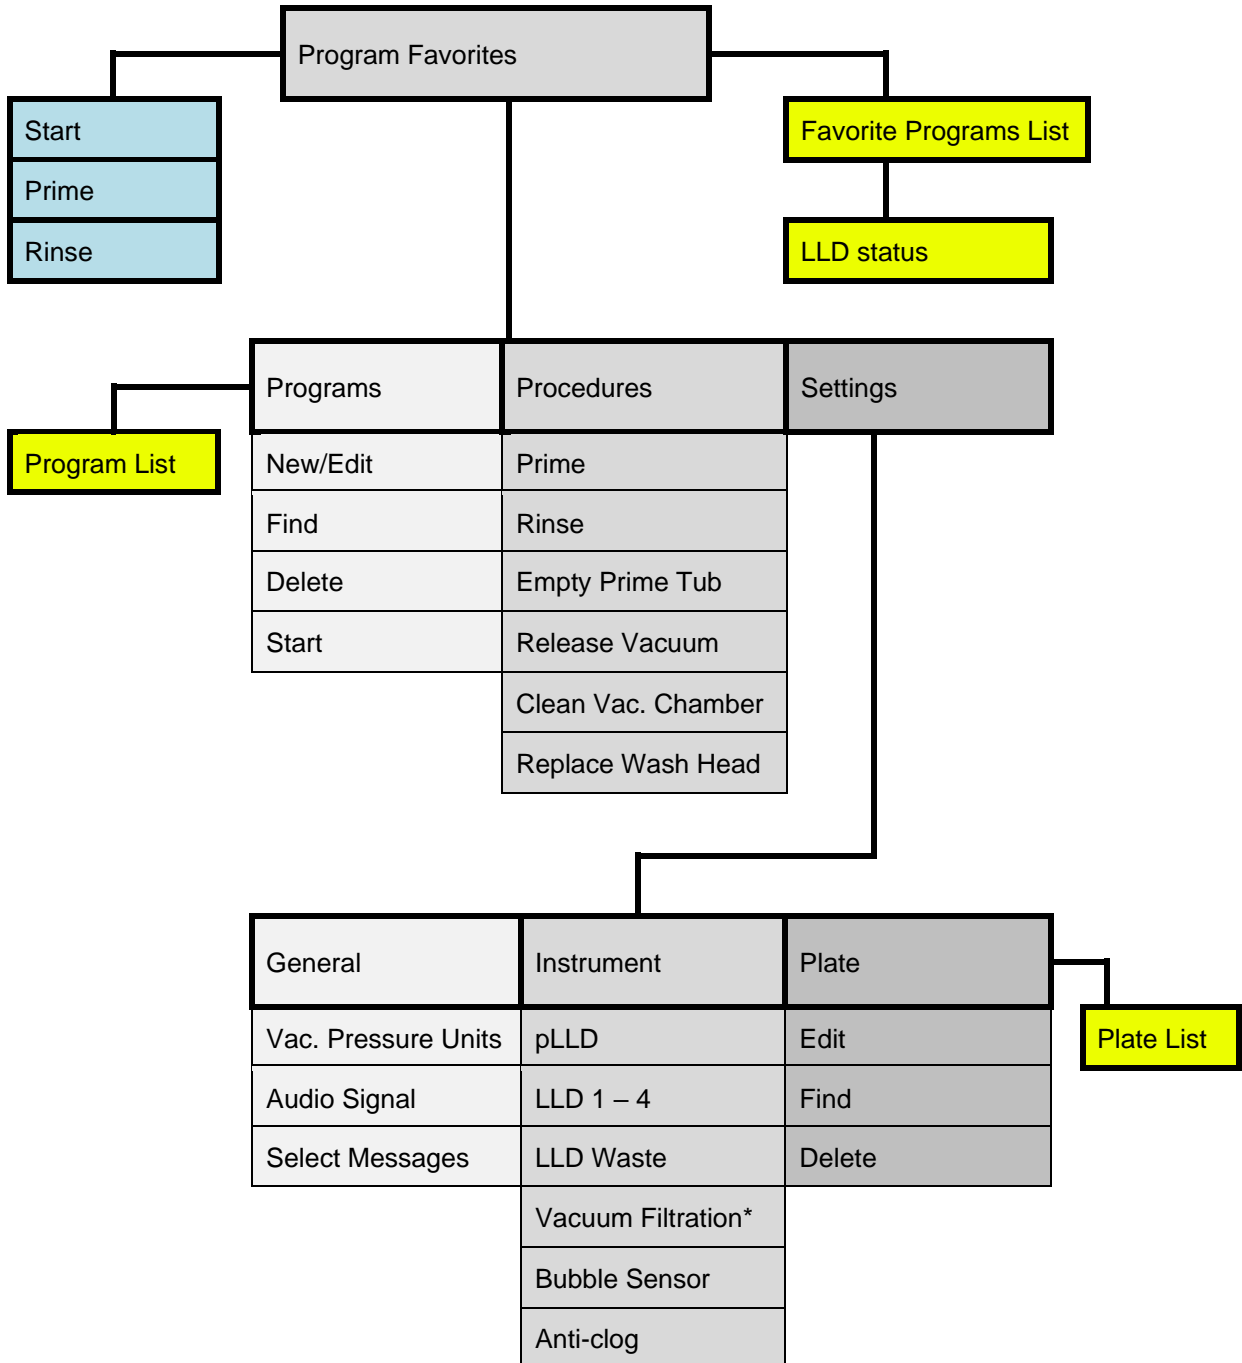 Program Favorites
Start
Prime
Rinse
Favorite Programs List
LLD status
Programs
Procedures
Settings
Program List
New/Edit
Prime
Find
Rinse
Delete
Empty Prime Tub
Start
Release Vacuum
Clean Vac. Chamber
Replace Wash Head
General
Instrument
Plate
Vac. Pressure Units
pLLD
Edit
Plate List
Audio Signal
LLD 1 – 4
Find
Select Messages
LLD Waste
Delete
Vacuum Filtration*
Bubble Sensor
Anti-clog